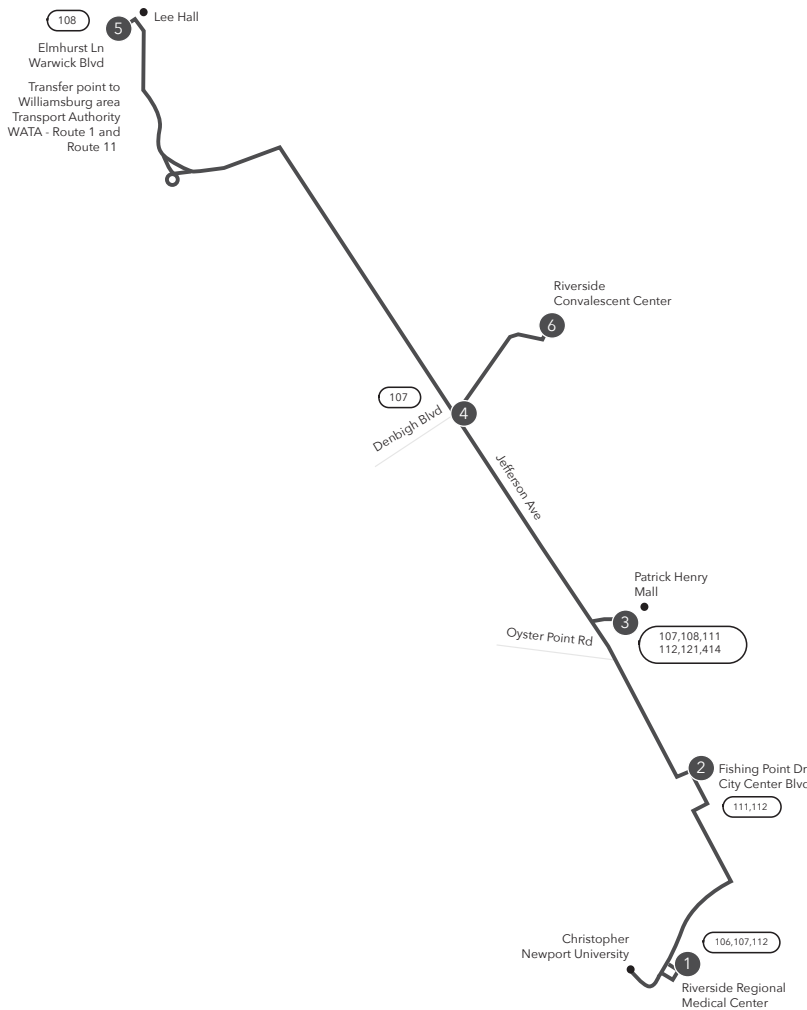 108
5
Lee Hall
Elmhurst Ln
Warwick Blvd
Transfer point to
Williamsburg area
Transport Authority
WATA - Route 1 and
Route 11
Riverside
Convalescent Center
6
107
4
Denbigh Blvd
Jefferson Ave
Patrick Henry
Mall
3
Oyster Point Rd
107,108,111
112,121,414
2
Fishing Point Dr
City Center Blvd
111,112
106,107,112
Christopher
Newport University
1
Riverside Regional
Medical Center